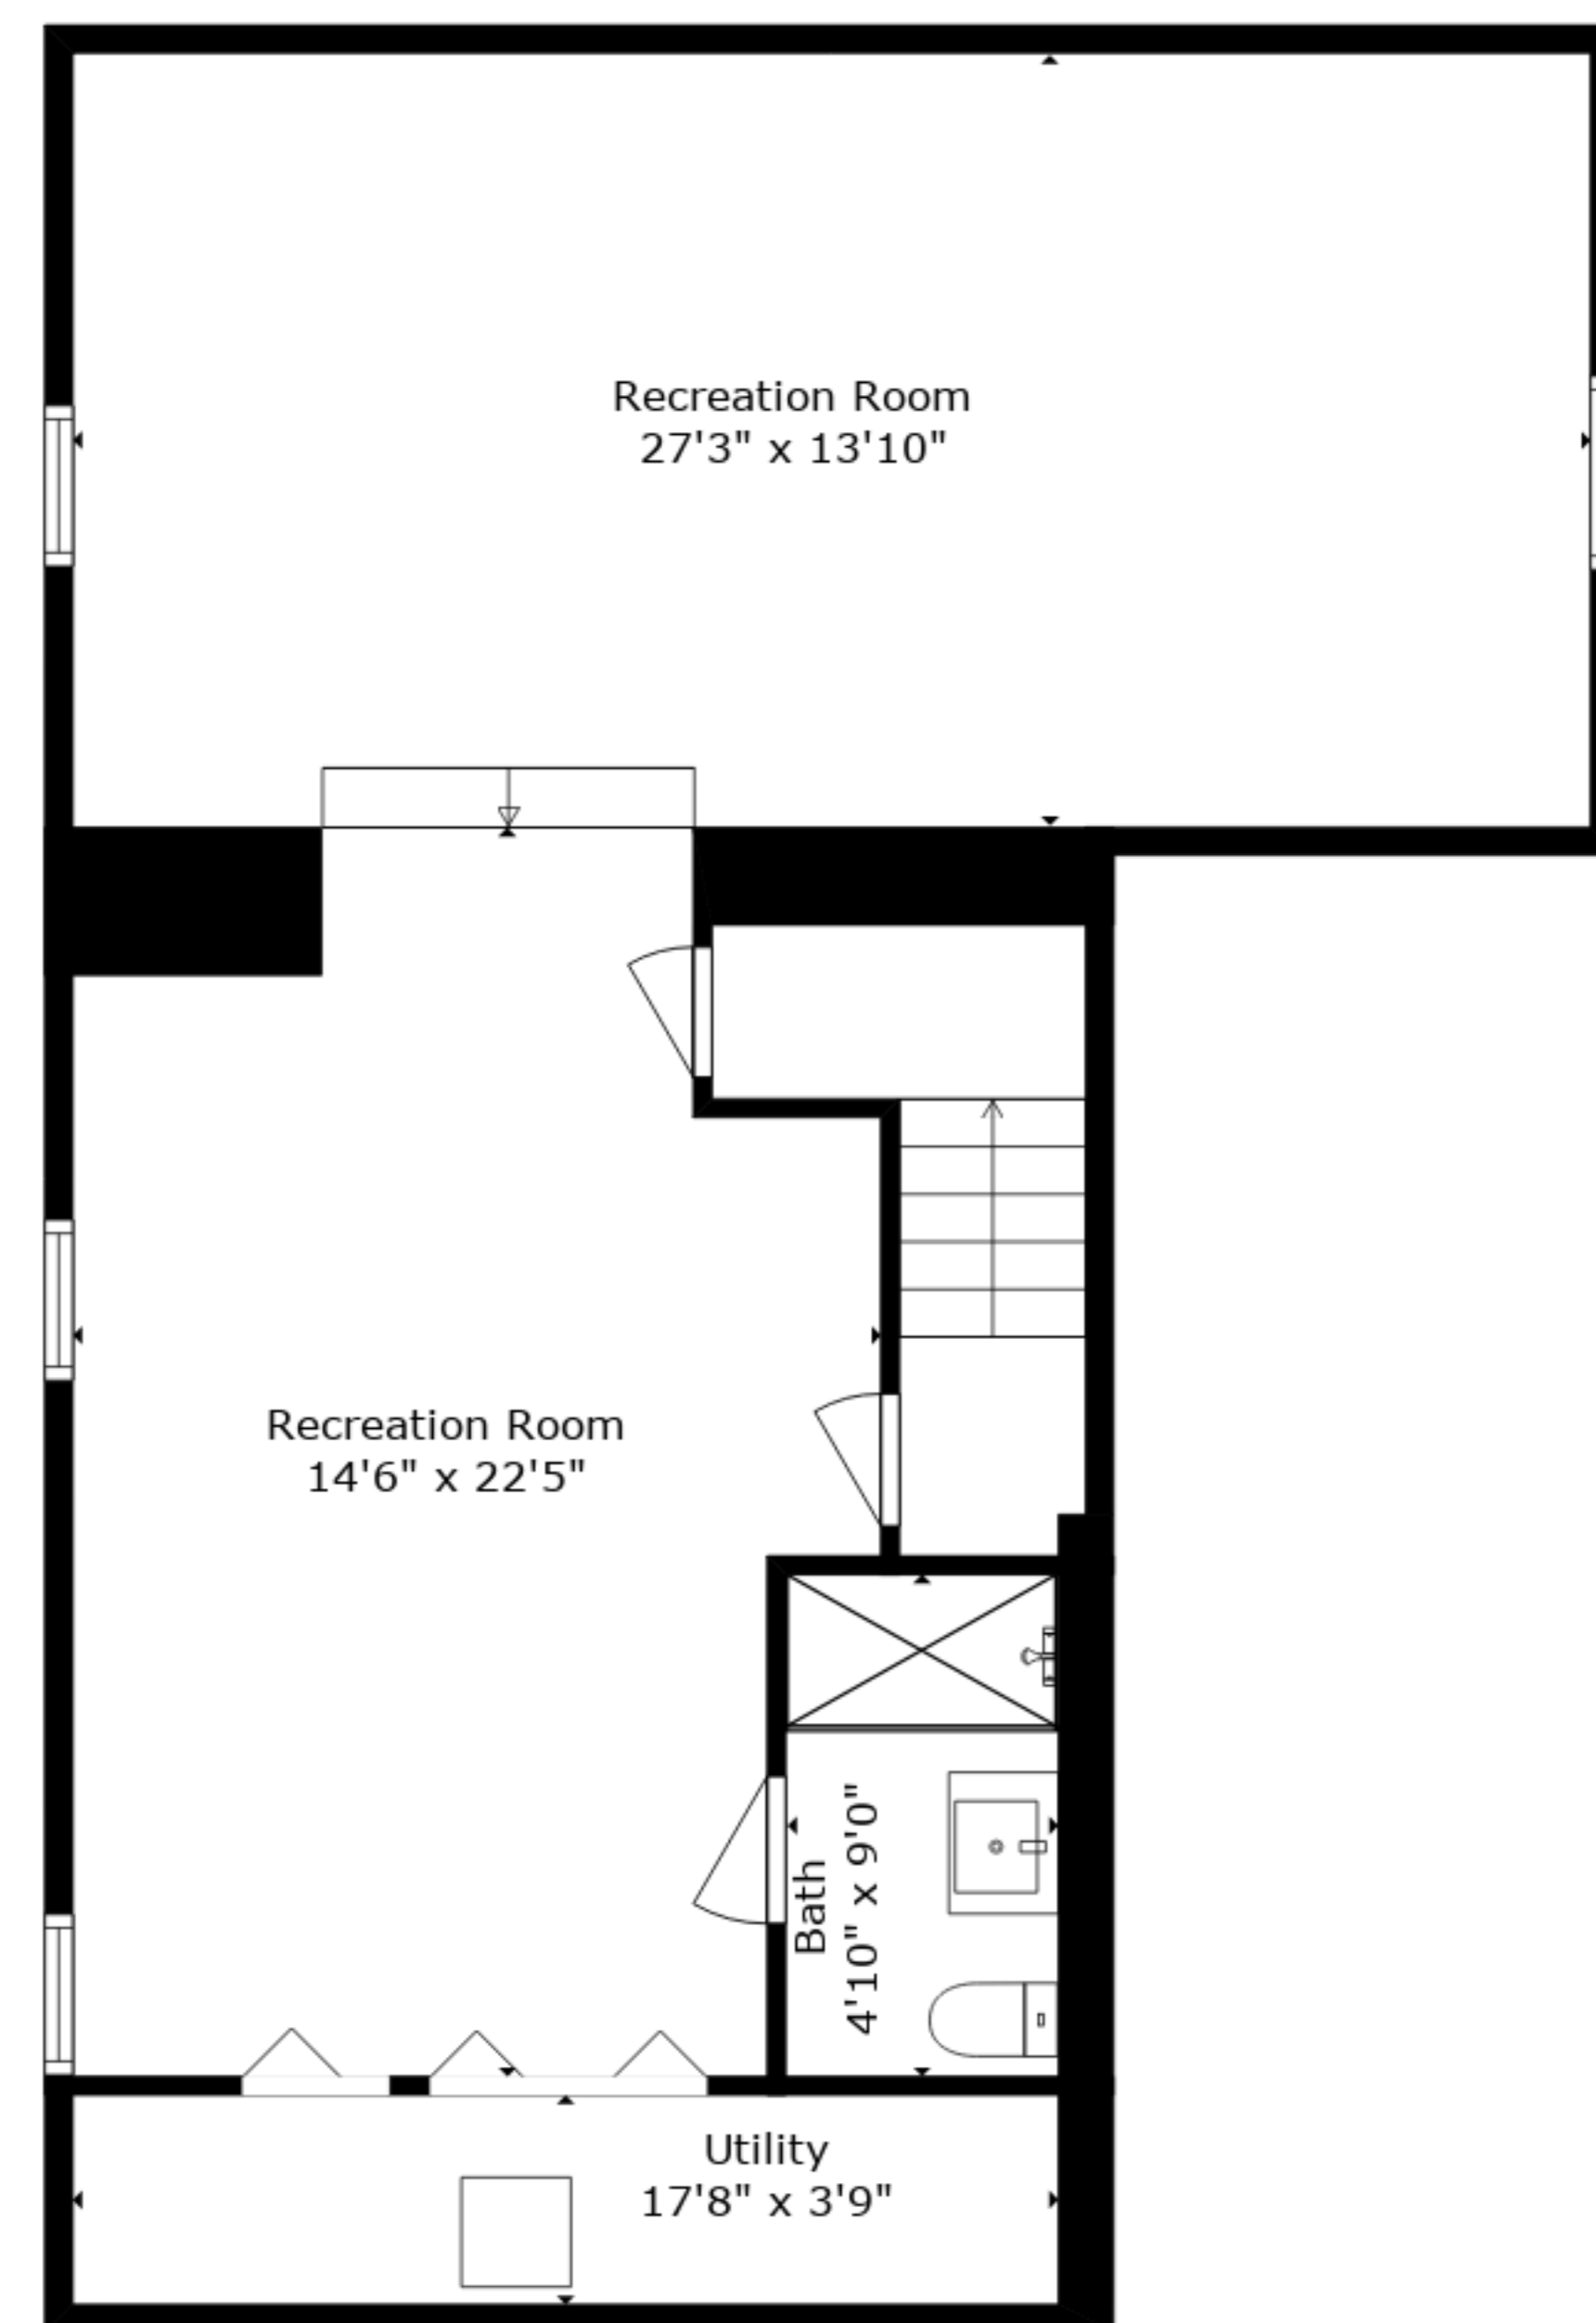 Recreation Room
27'3" x 13'10"
Recreation Room
14'6" x 22'5"
Bath
4'10" x 9'0"
Utility
17'8" x 3'9"